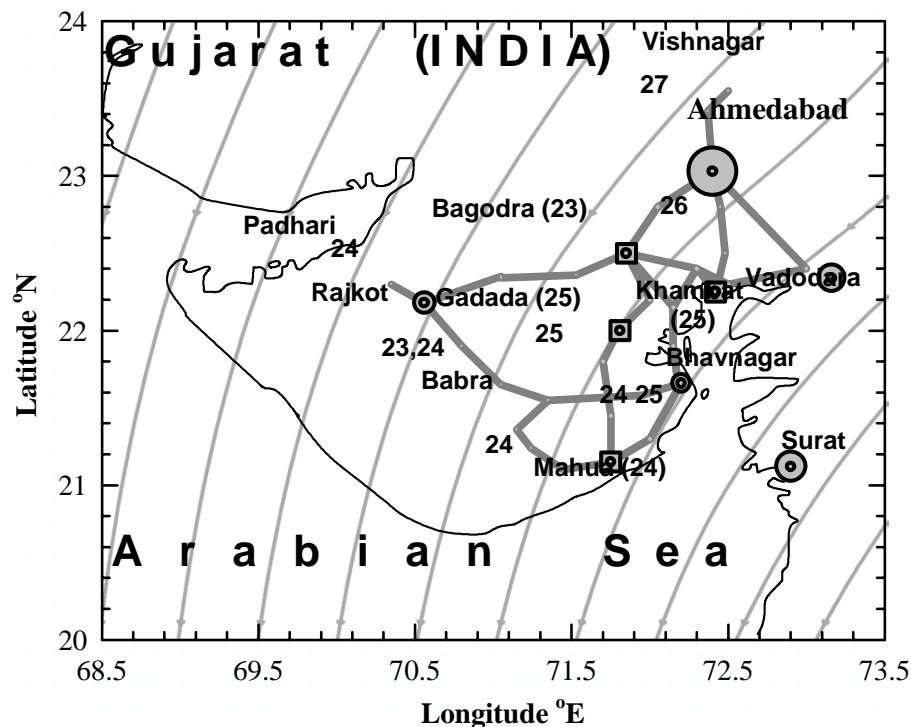 24
Gujarat (INDIA)
Vishnagar
27
Ahmedabad
23
Padhari
24
Bagodra (23)
26
Rajkot
Gadada (25)
Khambat
(25)
Vadodara
22
23,24
25
Babra
Bhavnagar
24 25
24
Mahua (24)
Surat
21
Arabian Sea
20
68.5 69.5 70.5 71.5 72.5 73.5
Longitude °E
Latitude °N